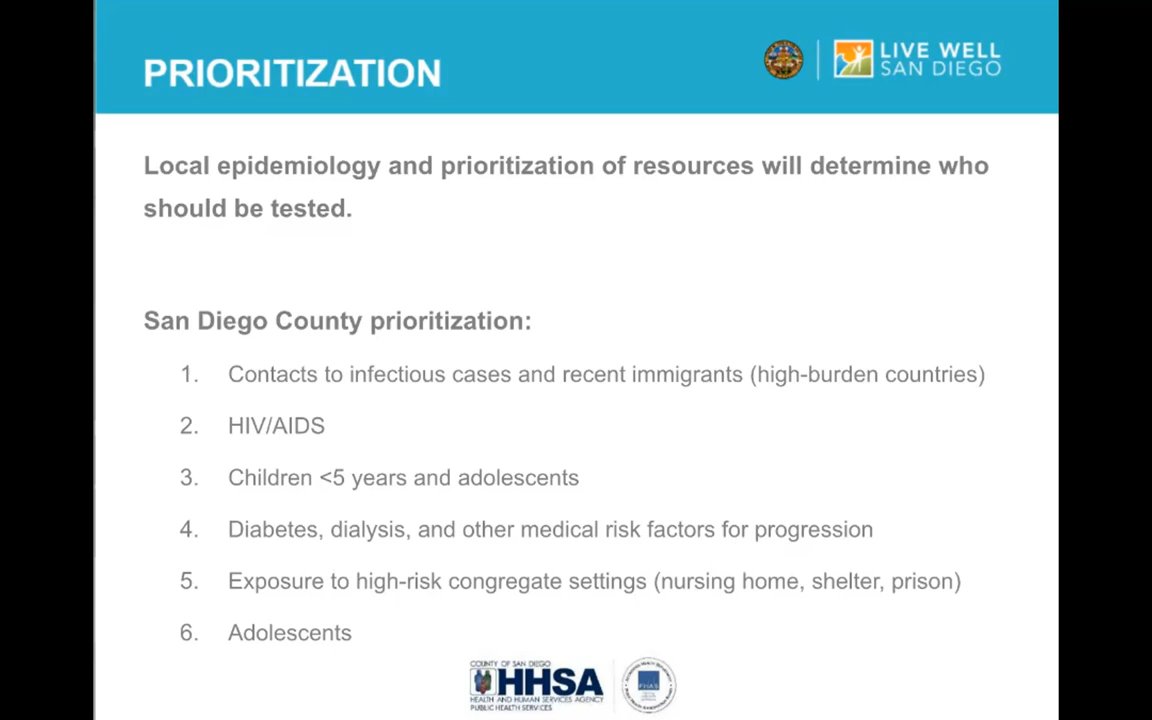 PRIORITIZATION
LIVE WELL
SAN DIEGO
Local epidemiology and prioritization of resources will determine who
should be tested.
San Diego County prioritization:
1. Contacts to infectious cases and recent immigrants (high-burden countries)
2. HIV/AIDS
3. Children <5 years and adolescents
4. Diabetes, dialysis, and other medical risk factors for progression
5. Exposure to high-risk congregate settings (nursing home, shelter, prison)
6. Adolescents
COUNTY OF SAN DIEGO
HHSA
HEALTH AND HUMAN SERVICES AGENCY
PUBLIC HEALTH SERVICES